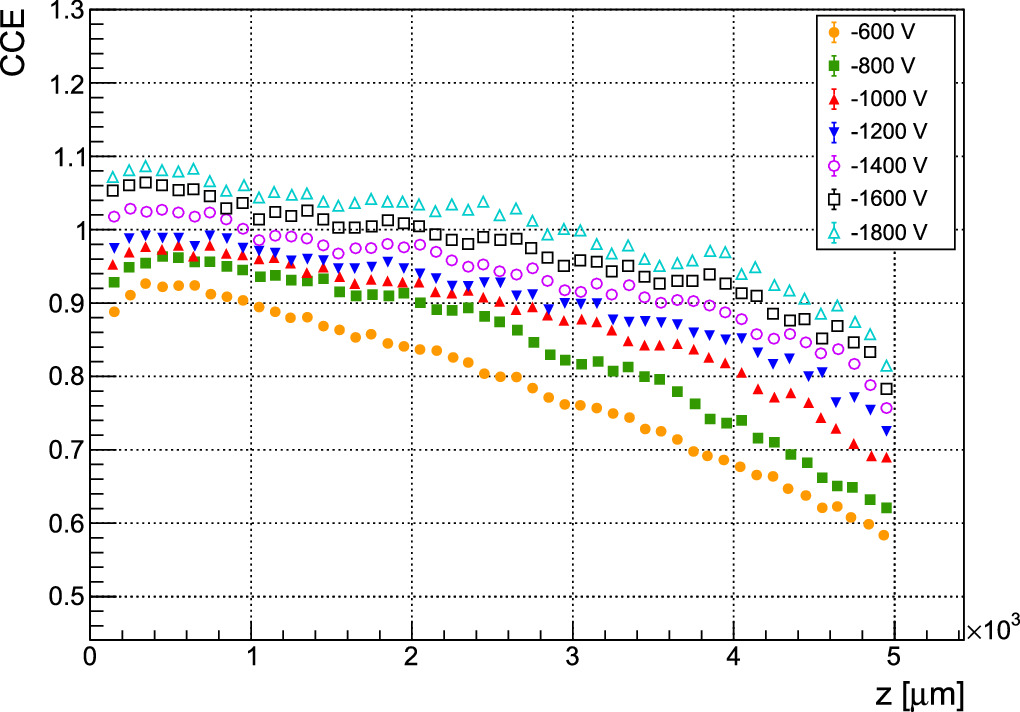 CCE
1.3
1.2
1.1
1
0.9
0.8
0.7
0.6
0.5
-600 V
-800 V
-1000 V
-1200 V
-1400 V
-1600 V
-1800 V
0 1 2 3 4 5
×10³
z [μm]